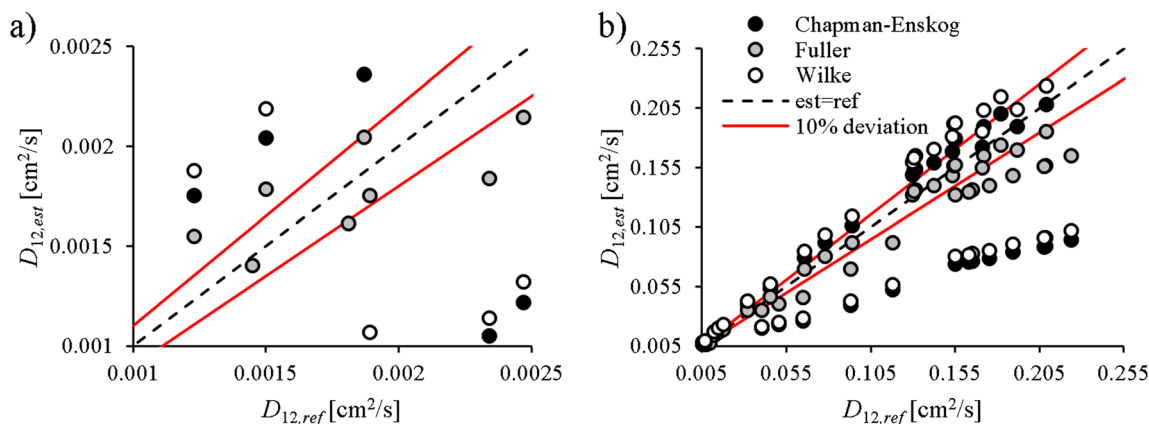 a)
0.0025
0.002
0.0015
0.001
D12,est [cm²/s]
0.001
0.0015
0.002
0.0025
D12,ref [cm²/s]
b)
0.255
0.205
0.155
0.105
0.055
0.005
D12,est [cm²/s]
Chapman-Enskog
Fuller
Wilke
est=ref
10% deviation
0.005
0.055
0.105
0.155
0.205
0.255
D12,ref [cm²/s]